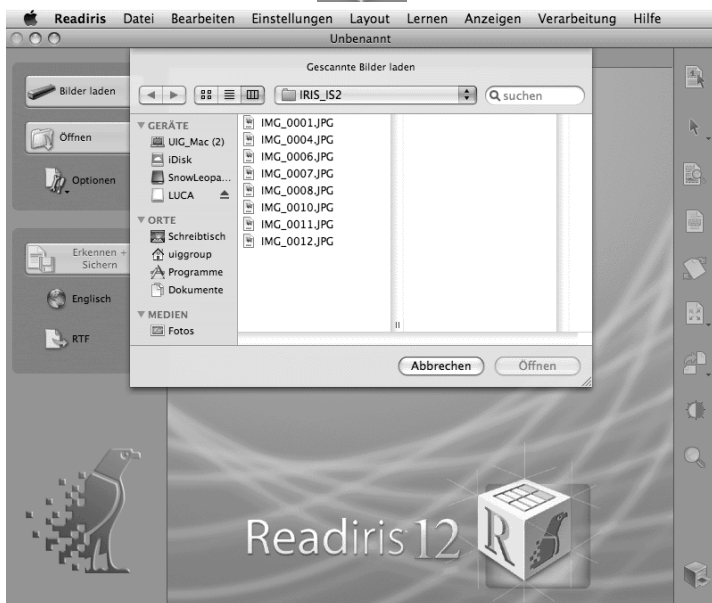 Readiris Datei Bearbeiten Einstellungen Layout Lernen Anzeigen Verarbeitung Hilfe
Unbenannt
Gescannte Bilder laden
Bilder laden
Öffnen
Optionen
Erkennen +
Sichern
Englisch
RTF
IRIS_IS2
suchen
GERÄTE
UIG_Mac (2)
iDisk
SnowLeopa...
LUCA
ORTE
Schreibtisch
uiggroup
Programme
Dokumente
MEDIEN
Fotos
IMG_0001.JPG
IMG_0004.JPG
IMG_0006.JPG
IMG_0007.JPG
IMG_0008.JPG
IMG_0010.JPG
IMG_0011.JPG
IMG_0012.JPG
Abbrechen Öffnen
Readiris 12
R